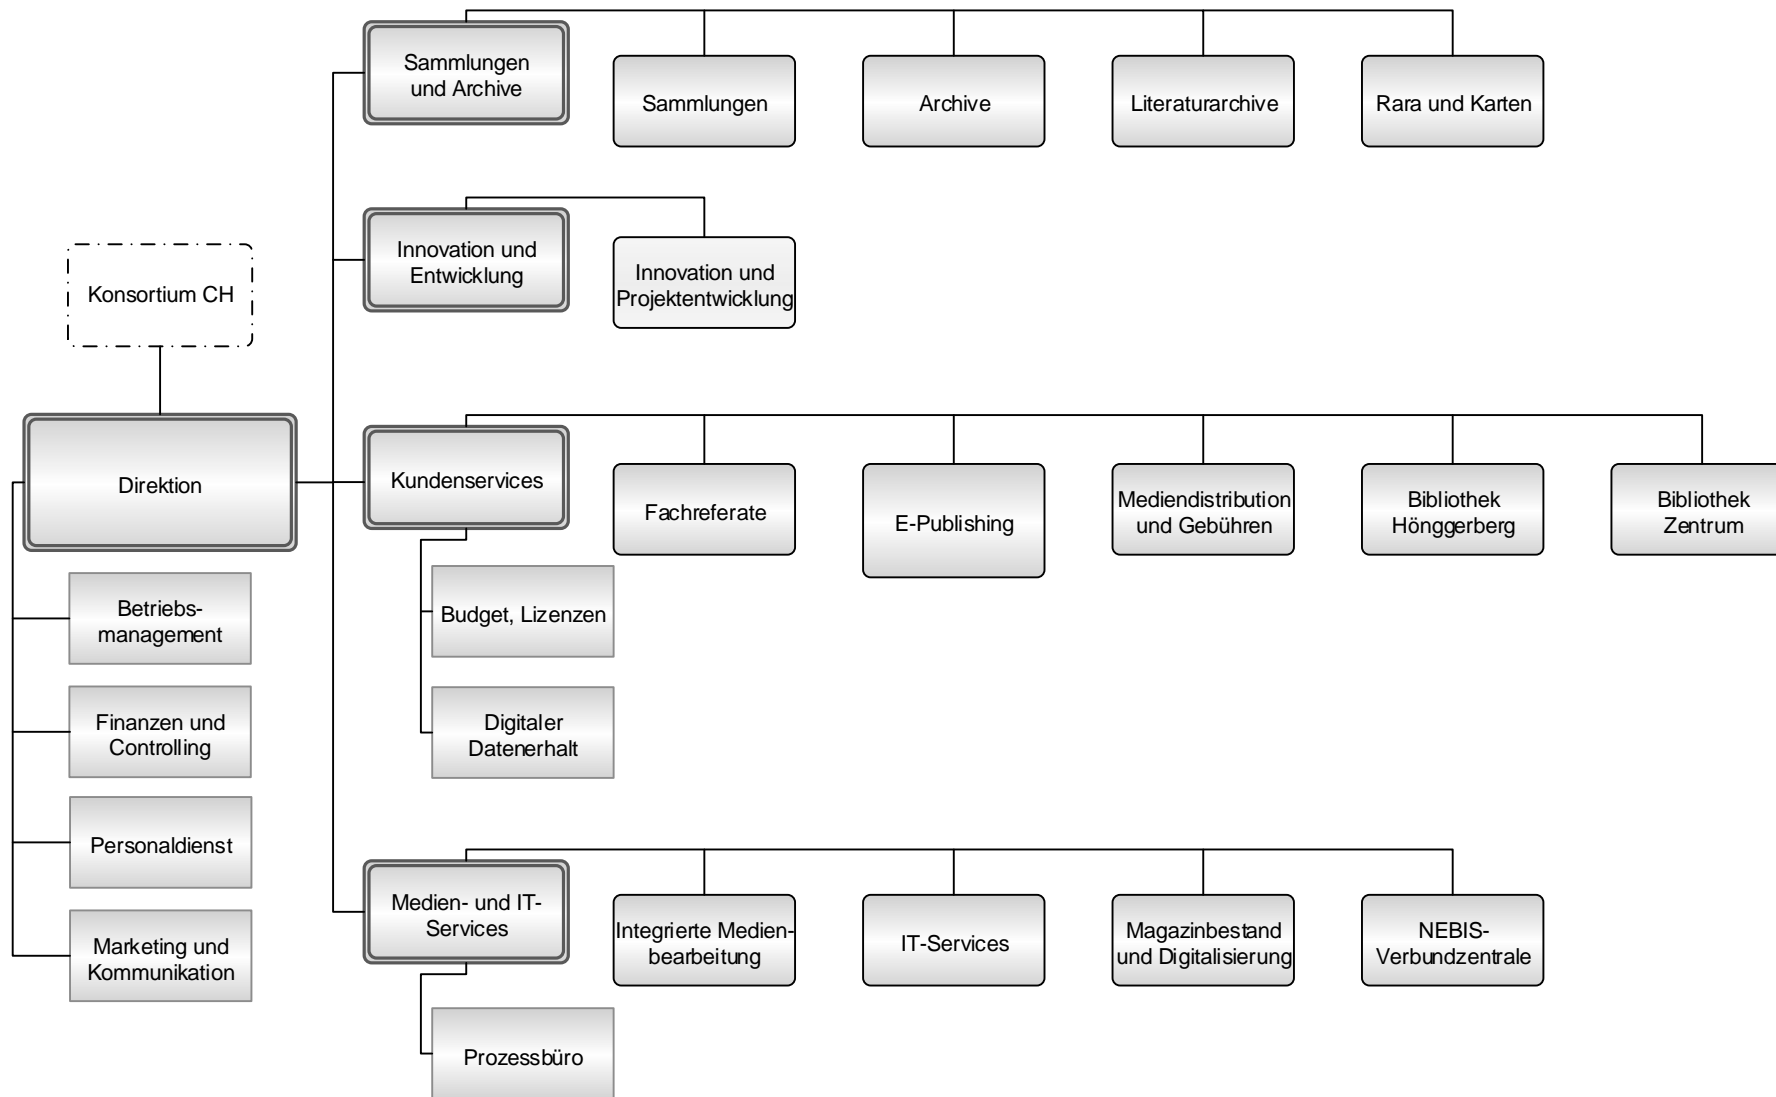 Sammlungen
und Archive
Sammlungen
Archive
Literaturarchive
Rara und Karten
Innovation und
Entwicklung
Innovation und
Projektentwicklung
Konsortium CH
Direktion
Kundenservices
Fachreferate
E-Publishing
Mediendistribution
und Gebühren
Bibliothek
Hönggerberg
Bibliothek
Zentrum
Budget, Lizenzen
Digitaler
Datenerhalt
Betriebs-
management
Finanzen und
Controlling
Personaldienst
Marketing und
Kommunikation
Medien- und IT-
Services
Integrierte Medien-
bearbeitung
IT-Services
Magazinbestand
und Digitalisierung
NEBIS-
Verbundzentrale
Prozessbüro